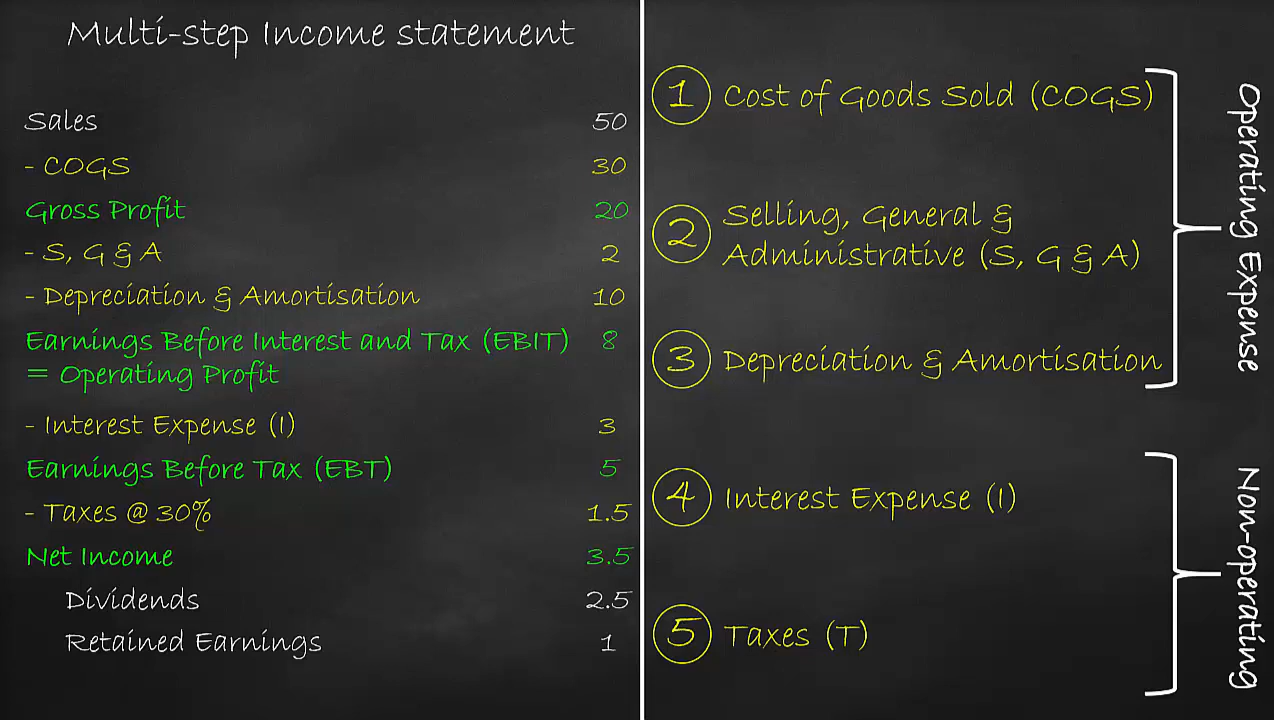 Multi-step Income statement
Sales 50
- COGS 30
Gross Profit 20
- S, G & A 2
- Depreciation & Amortisation 10
Earnings Before Interest and Tax (EBIT) 8
= Operating Profit
- Interest Expense (I) 3
Earnings Before Tax (EBT) 5
- Taxes @ 30% 1.5
Net Income 3.5
Dividends 2.5
Retained Earnings 1
1 Cost of Goods Sold (COGS)
2 Selling, General &
Administrative (S, G & A)
3 Depreciation & Amortisation
Operating Expense
4 Interest Expense (I)
5 Taxes (T)
Non-operating